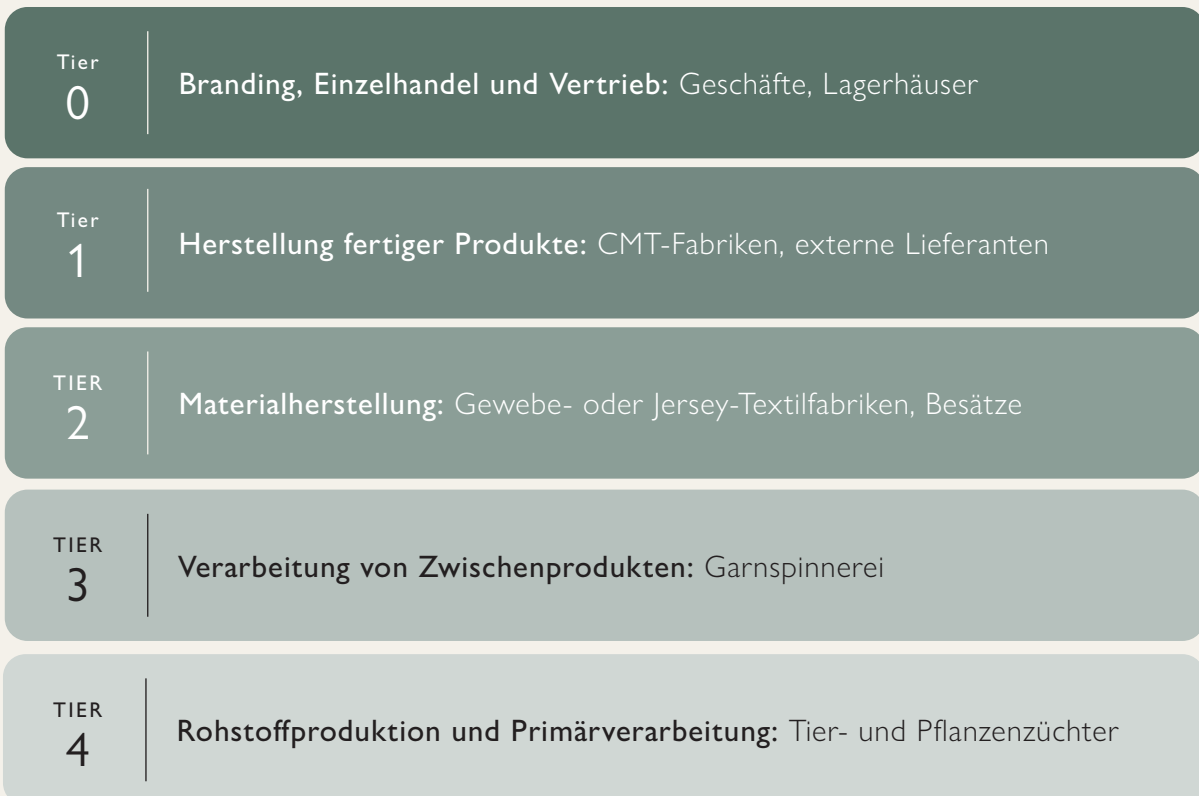 Tier
0
Branding, Einzelhandel und Vertrieb: Geschäfte, Lagerhäuser
Tier
1
Herstellung fertiger Produkte: CMT-Fabriken, externe Lieferanten
TIER
2
Materialherstellung: Gewebe- oder Jersey-Textilfabriken, Besätze
TIER
3
Verarbeitung von Zwischenprodukten: Garnspinnerei
TIER
4
Rohstoffproduktion und Primärverarbeitung: Tier- und Pflanzenzüchter